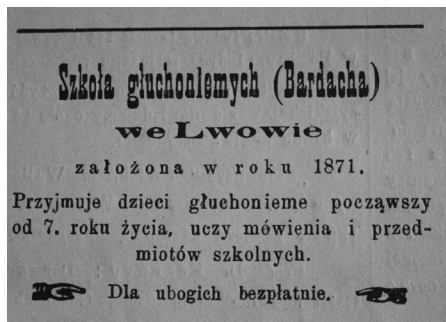 Szkoła głuchoniemych (Bardacha)
we Lwowie
założona w roku 1871.
Przyjmuje dzieci głuchonieme począwszy
od 7. roku życia, uczy mówienia i przed-
miotów szkolnych.
Dla ubogich bezpłatnie.